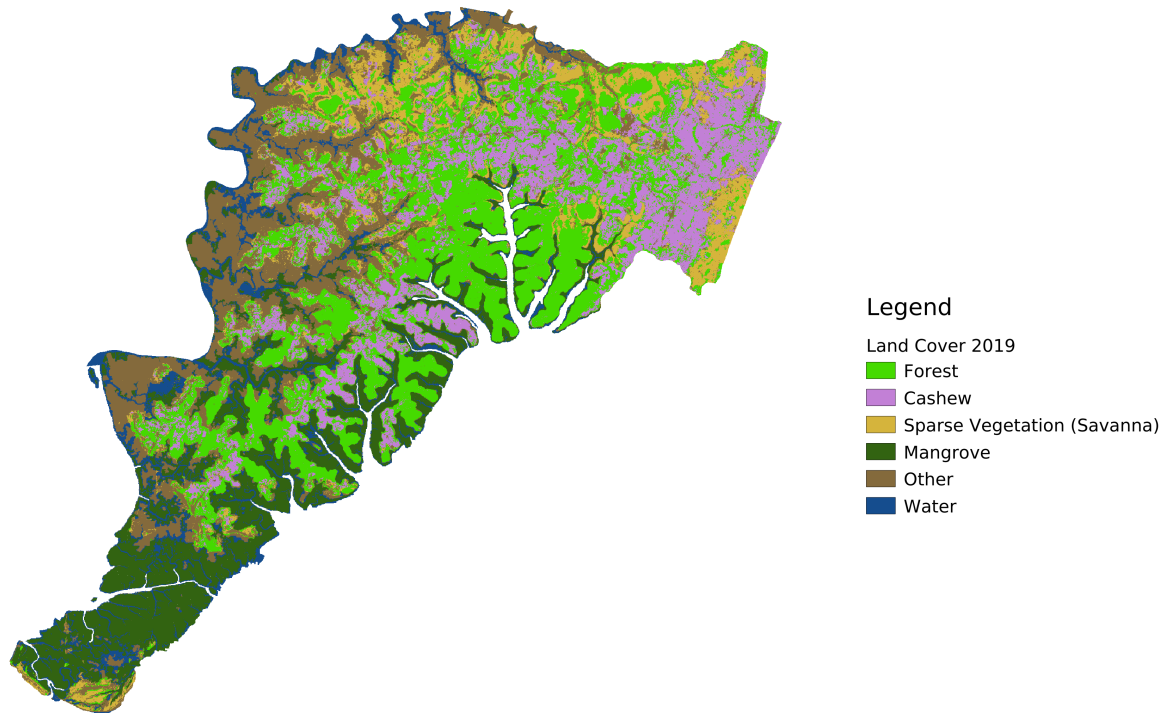 Legend
Land Cover 2019
Forest
Cashew
Sparse Vegetation (Savanna)
Mangrove
Other
Water